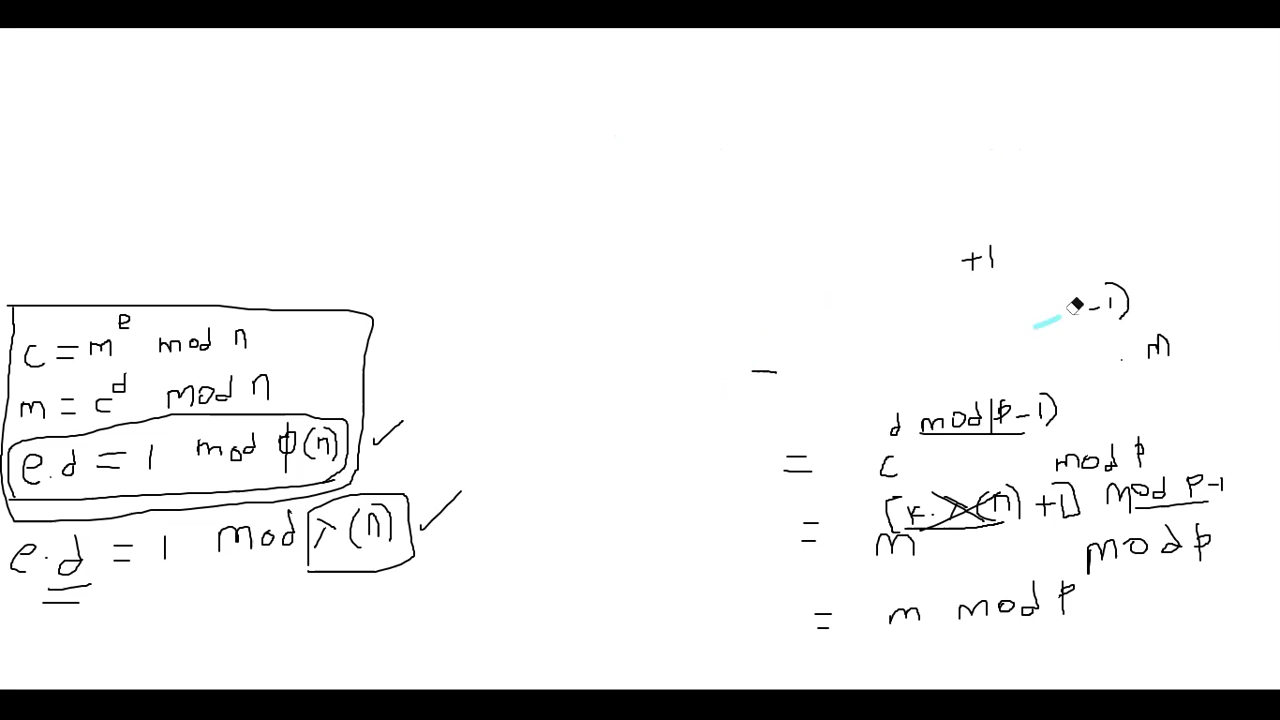 +1
-1)
m
c = m^e mod n
m = c^d mod n
e.d = 1 mod φ(n)
e.d = 1 mod λ(n)
-
d mod (p-1)
= c mod p
[k.λ(n) +1] mod p-1
= m mod p
= m mod p